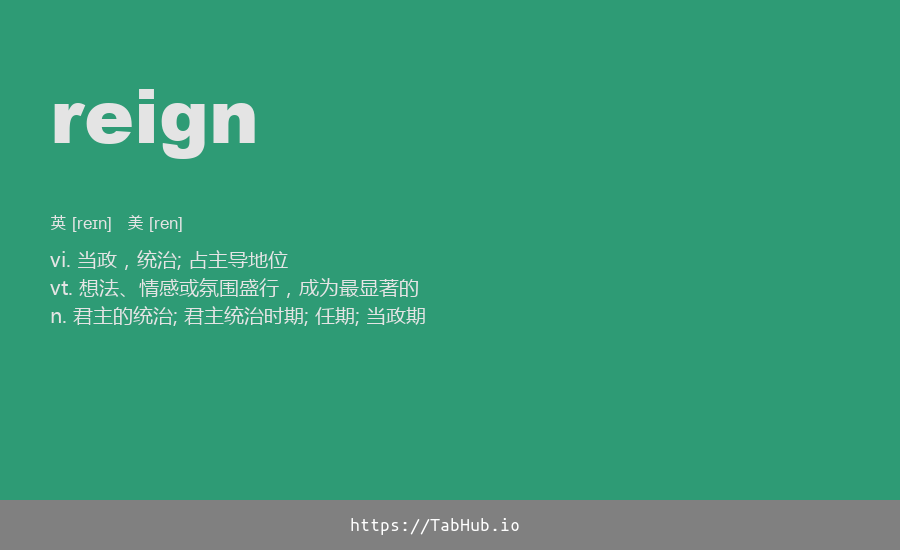 reign
英 [reɪn] 美 [ren]
vi. 当政，统治; 占主导地位
vt. 想法、情感或氛围盛行，成为最显著的
n. 君主的统治; 君主统治时期; 任期; 当政期
https://TabHub.io